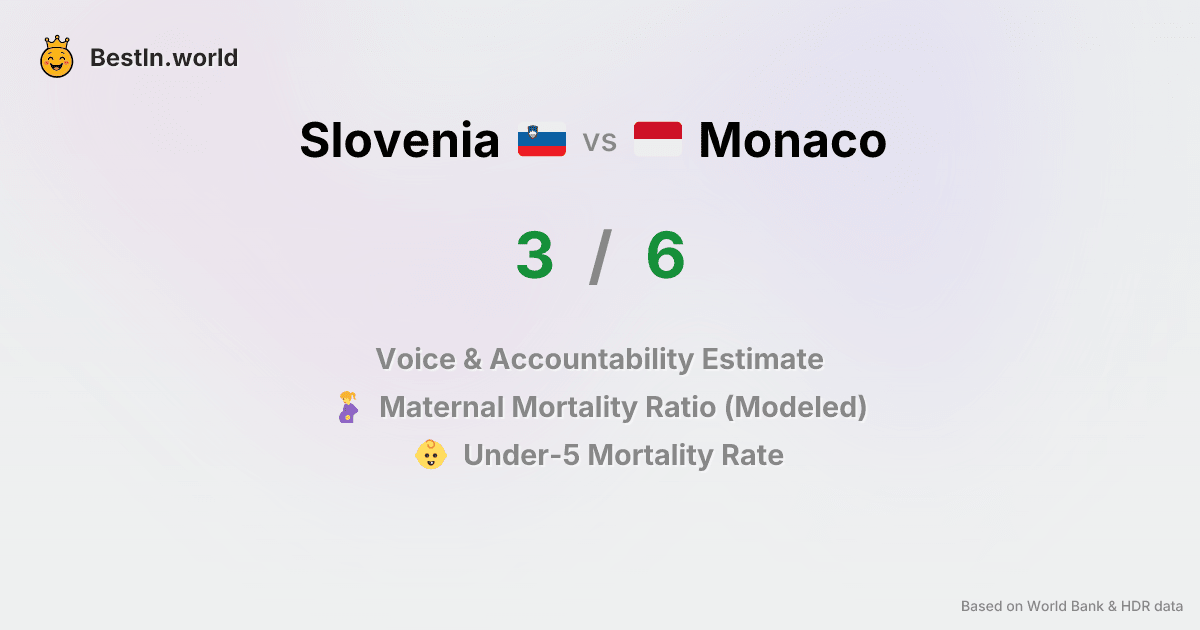 BestIn.world
Slovenia vs Monaco
3 / 6
Voice & Accountability Estimate
Maternal Mortality Ratio (Modeled)
Under-5 Mortality Rate
Based on World Bank & HDR data